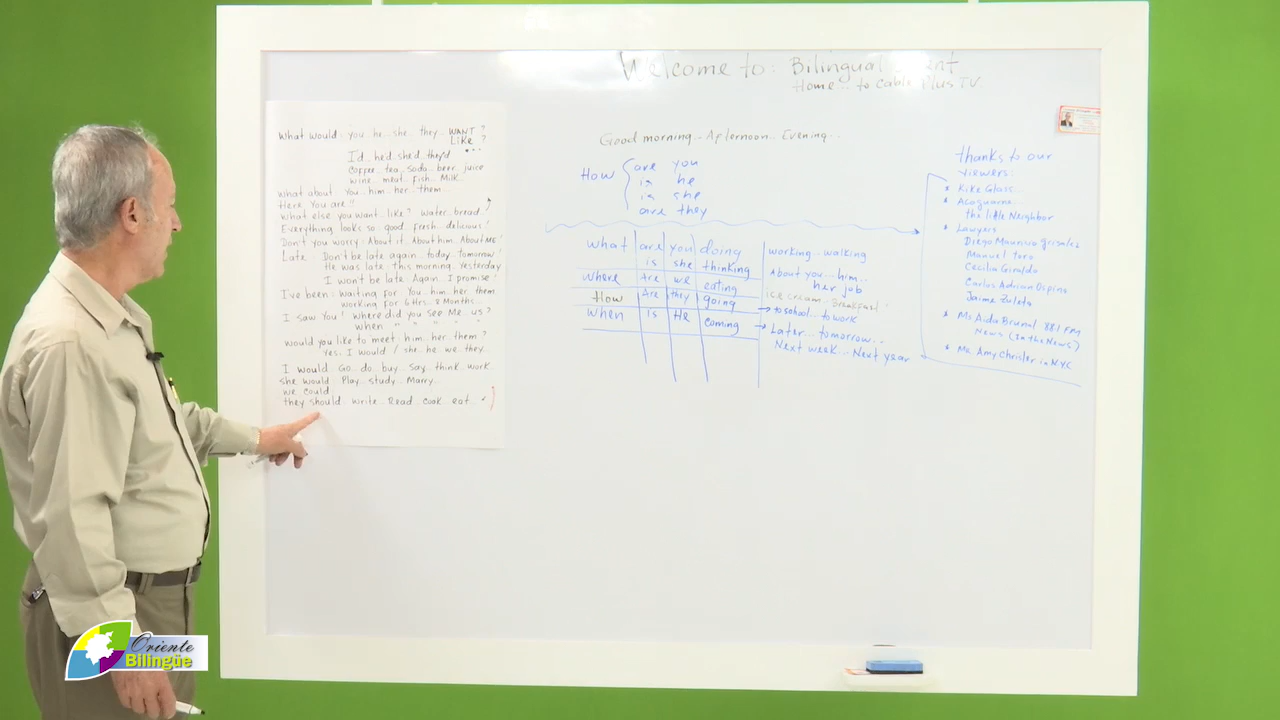 Welcome to: Bilingual
Home.. to Cable Plus TV.
What would: you.. he.. she.. they.. WANT?
Like?
I'd.. he'd.. she'd.. they'd ...
Coffee.. tea.. soda.. beer.. juice
wine.. meat.. fish.. Milk..
what about You.. him.. her.. them..
Here You are!!
What else you want.. like? Water.. bread.?
Everything looks so good.. fresh.. delicious!
Don't you worry: About it.. About him.. About Me!
Late Don't be late again.. today.. tomorrow
He was late.. this morning.. Yesterday
I won't be late. Again. I promise!
I've been: waiting for You.. him.. her.. them
working for 6 Hrs.. 2 Months..
I saw You! Where did you see Me.. us?
when " " " "
would you like to meet him.. her.. them?
Yes. I would / she.. he.. we.. they..
I would Go.. do.. buy.. say.. think.. work..
she would Play.. study.. Marry..
we could
they should.. write.. Read.. cook.. eat..
Good morning.. Apternoon.. Evening..
How are you
is he
is she
are they
What are you doing
is she thinking
Where Are we eating
How Are they going
When is He coming
working.. walking
About you.. him..
her job
ice cream.. Breakfast..
to school.. to work
Later.. tomorrow..
Next week.. Next year
thanks to our
viewers:
Kike Glass..
Acoguarne..
the little Neighbor
Lawyers
Manuel toro
Cecilia Giraldo
Carlos Adrian Ospina
Jaime Zuleta
Ms Aida Brunal 88.1 FM
News (In the News)
Ms. Amy Chrisler in N.Y.C
Oriente
Bilingüe